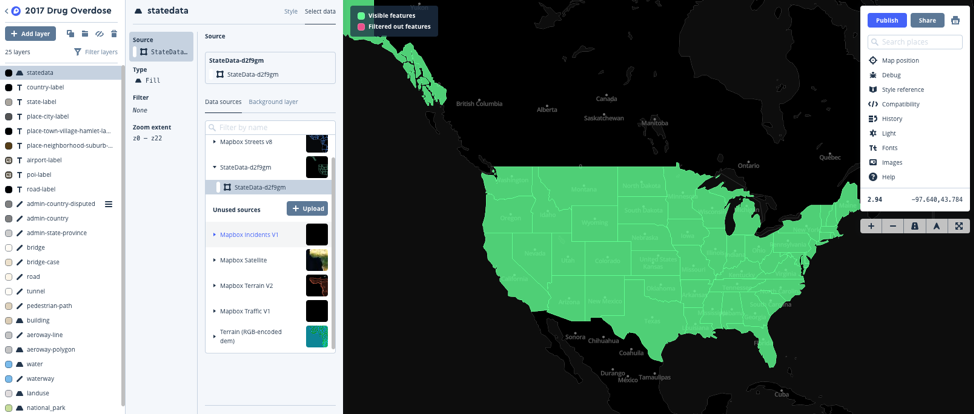 2017 Drug Overdose
Add layer
25 layers
Filter layers
statedata
country-label
state-label
place-city-label
place-town-village-hamlet-la...
place-neighborhood-suburb-...
airport-label
poi-label
road-label
admin-country-disputed
admin-country
admin-state-province
bridge
bridge-case
road
tunnel
pedestrian-path
building
aeroway-line
aeroway-polygon
water
waterway
landuse
national_park
statedata
Style
Select data
Source
StateData…
Type
Fill
Filter
None
Zoom extent
z0 — z22
Source
StateData-d2f9gm
StateData-d2f9gm
Data sources
Background layer
Filter by name
Mapbox Streets v8
StateData-d2f9gm
StateData-d2f9gm
Unused sources
Upload
Mapbox Incidents V1
Mapbox Satellite
Mapbox Terrain V2
Mapbox Traffic V1
Terrain (RGB-encoded
dem)
Visible features
Filtered out features
British Columbia
Alberta
Canada
Saskatchewan
Manitoba
Ontario
Quebec
Sonora
Chihuahua
Coahuila
Durango
Mexico
Tamaulipas
Cuba
Publish
Share
Search places
Map position
Debug
Style reference
Compatibility
History
Light
Fonts
Images
Help
2.94
-97.640,43.784